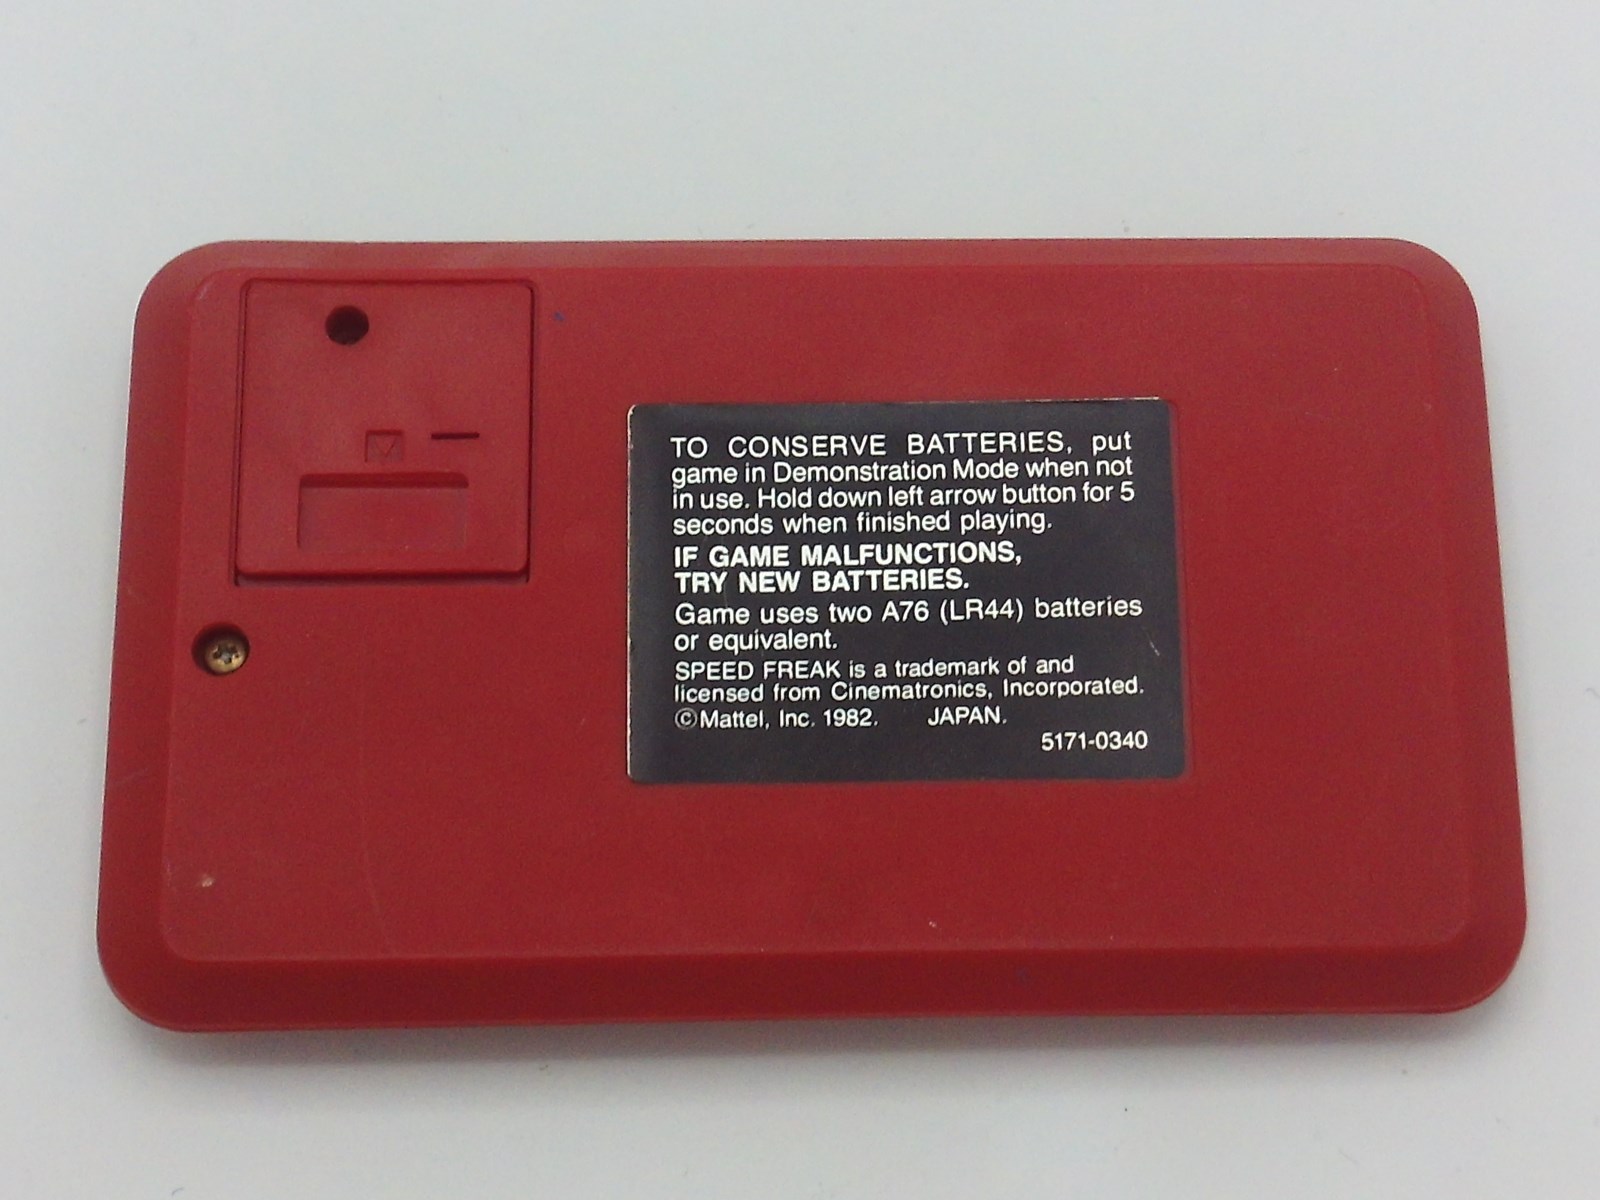 TO CONSERVE BATTERIES, put
game in Demonstration Mode when not
in use. Hold down left arrow button for 5
seconds when finished playing.
IF GAME MALFUNCTIONS,
TRY NEW BATTERIES.
Game uses two A76 (LR44) batteries
or equivalent.
SPEED FREAK is a trademark of and
licensed from Cinematronics, Incorporated.
©Mattel, Inc. 1982. JAPAN.
5171-0340